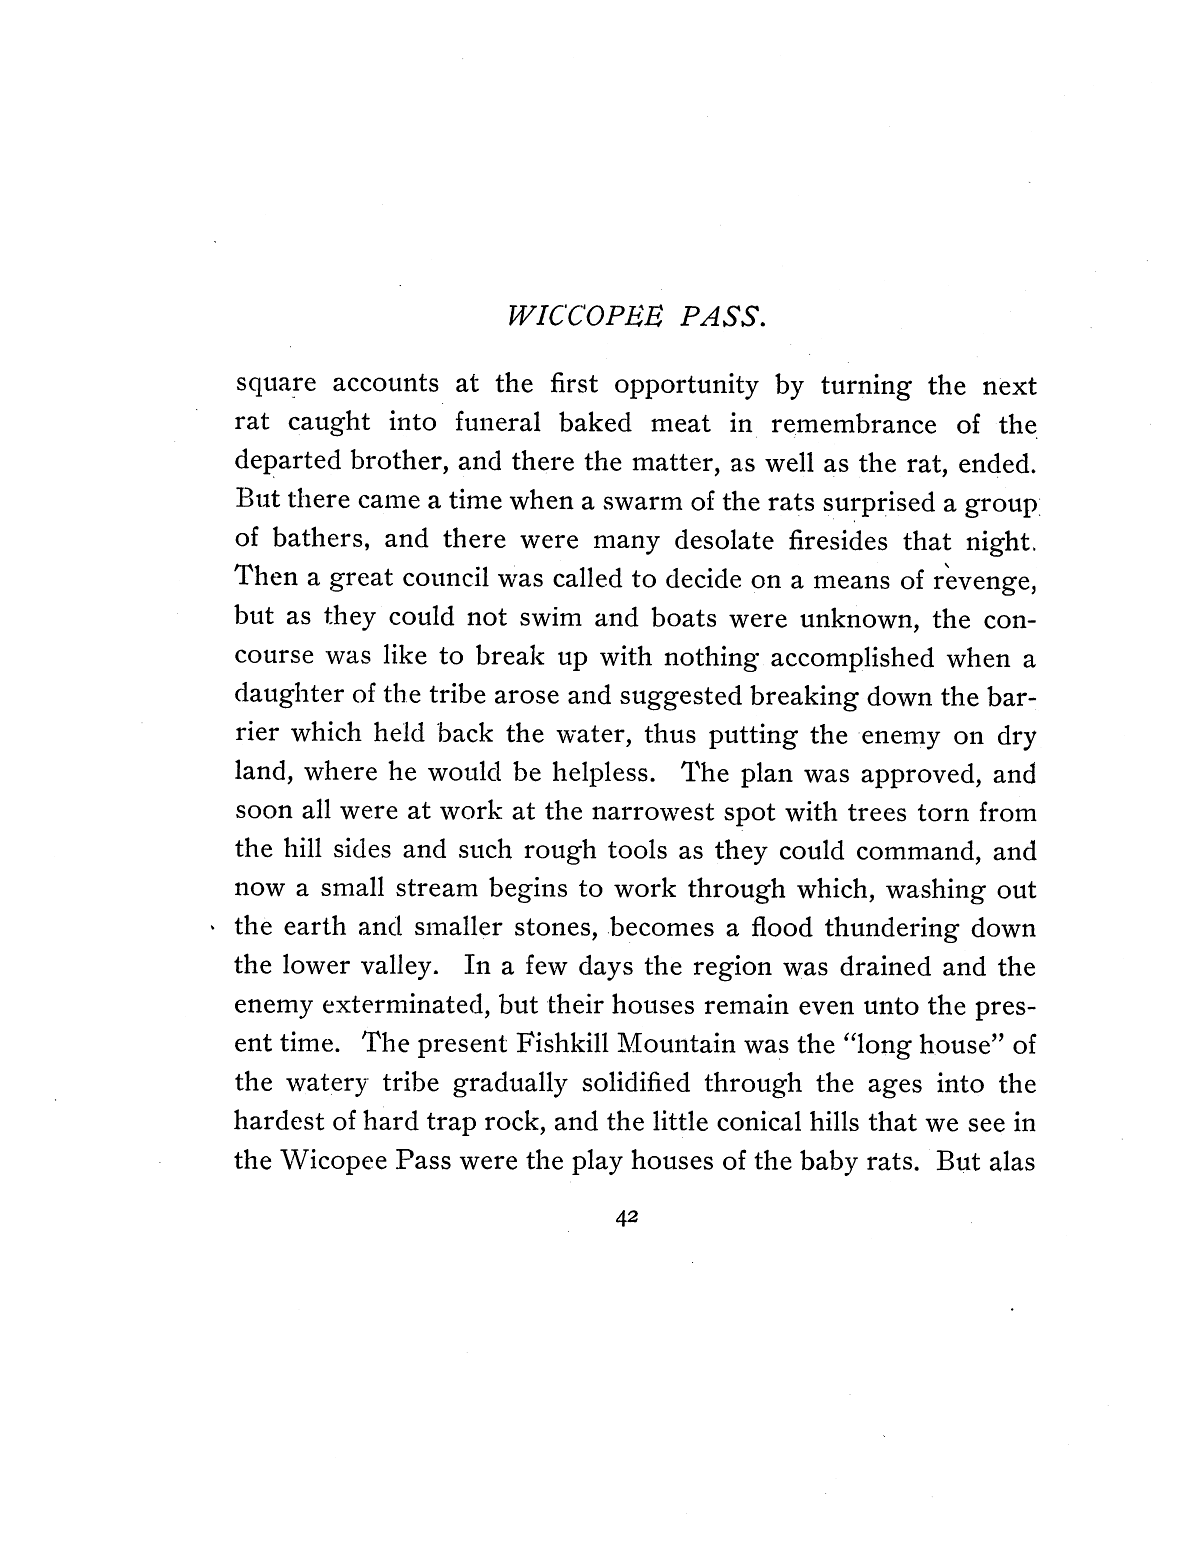 WICCOPEE PASS.
square accounts at the first opportunity by turning the next
rat caught into funeral baked meat in remembrance of the
departed brother, and there the matter, as well as the rat, ended.
But there came a time when a swarm of the rats surprised a group
of bathers, and there were many desolate firesides that night.
Then a great council was called to decide on a means of revenge,
but as they could not swim and boats were unknown, the con-
course was like to break up with nothing accomplished when a
daughter of the tribe arose and suggested breaking down the bar-
rier which held back the water, thus putting the enemy on dry
land, where he would be helpless. The plan was approved, and
soon all were at work at the narrowest spot with trees torn from
the hill sides and such rough tools as they could command, and
now a small stream begins to work through which, washing out
the earth and smaller stones, becomes a flood thundering down
the lower valley. In a few days the region was drained and the
enemy exterminated, but their houses remain even unto the pres-
ent time. The present Fishkill Mountain was the “long house” of
the watery tribe gradually solidified through the ages into the
hardest of hard trap rock, and the little conical hills that we see in
the Wicopee Pass were the play houses of the baby rats. But alas
42